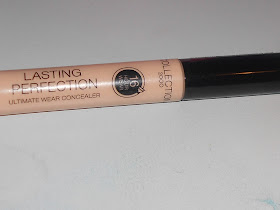 LASTING
PERFECTION
ULTIMATE WEAR CONCEALER
16
COLLECTION